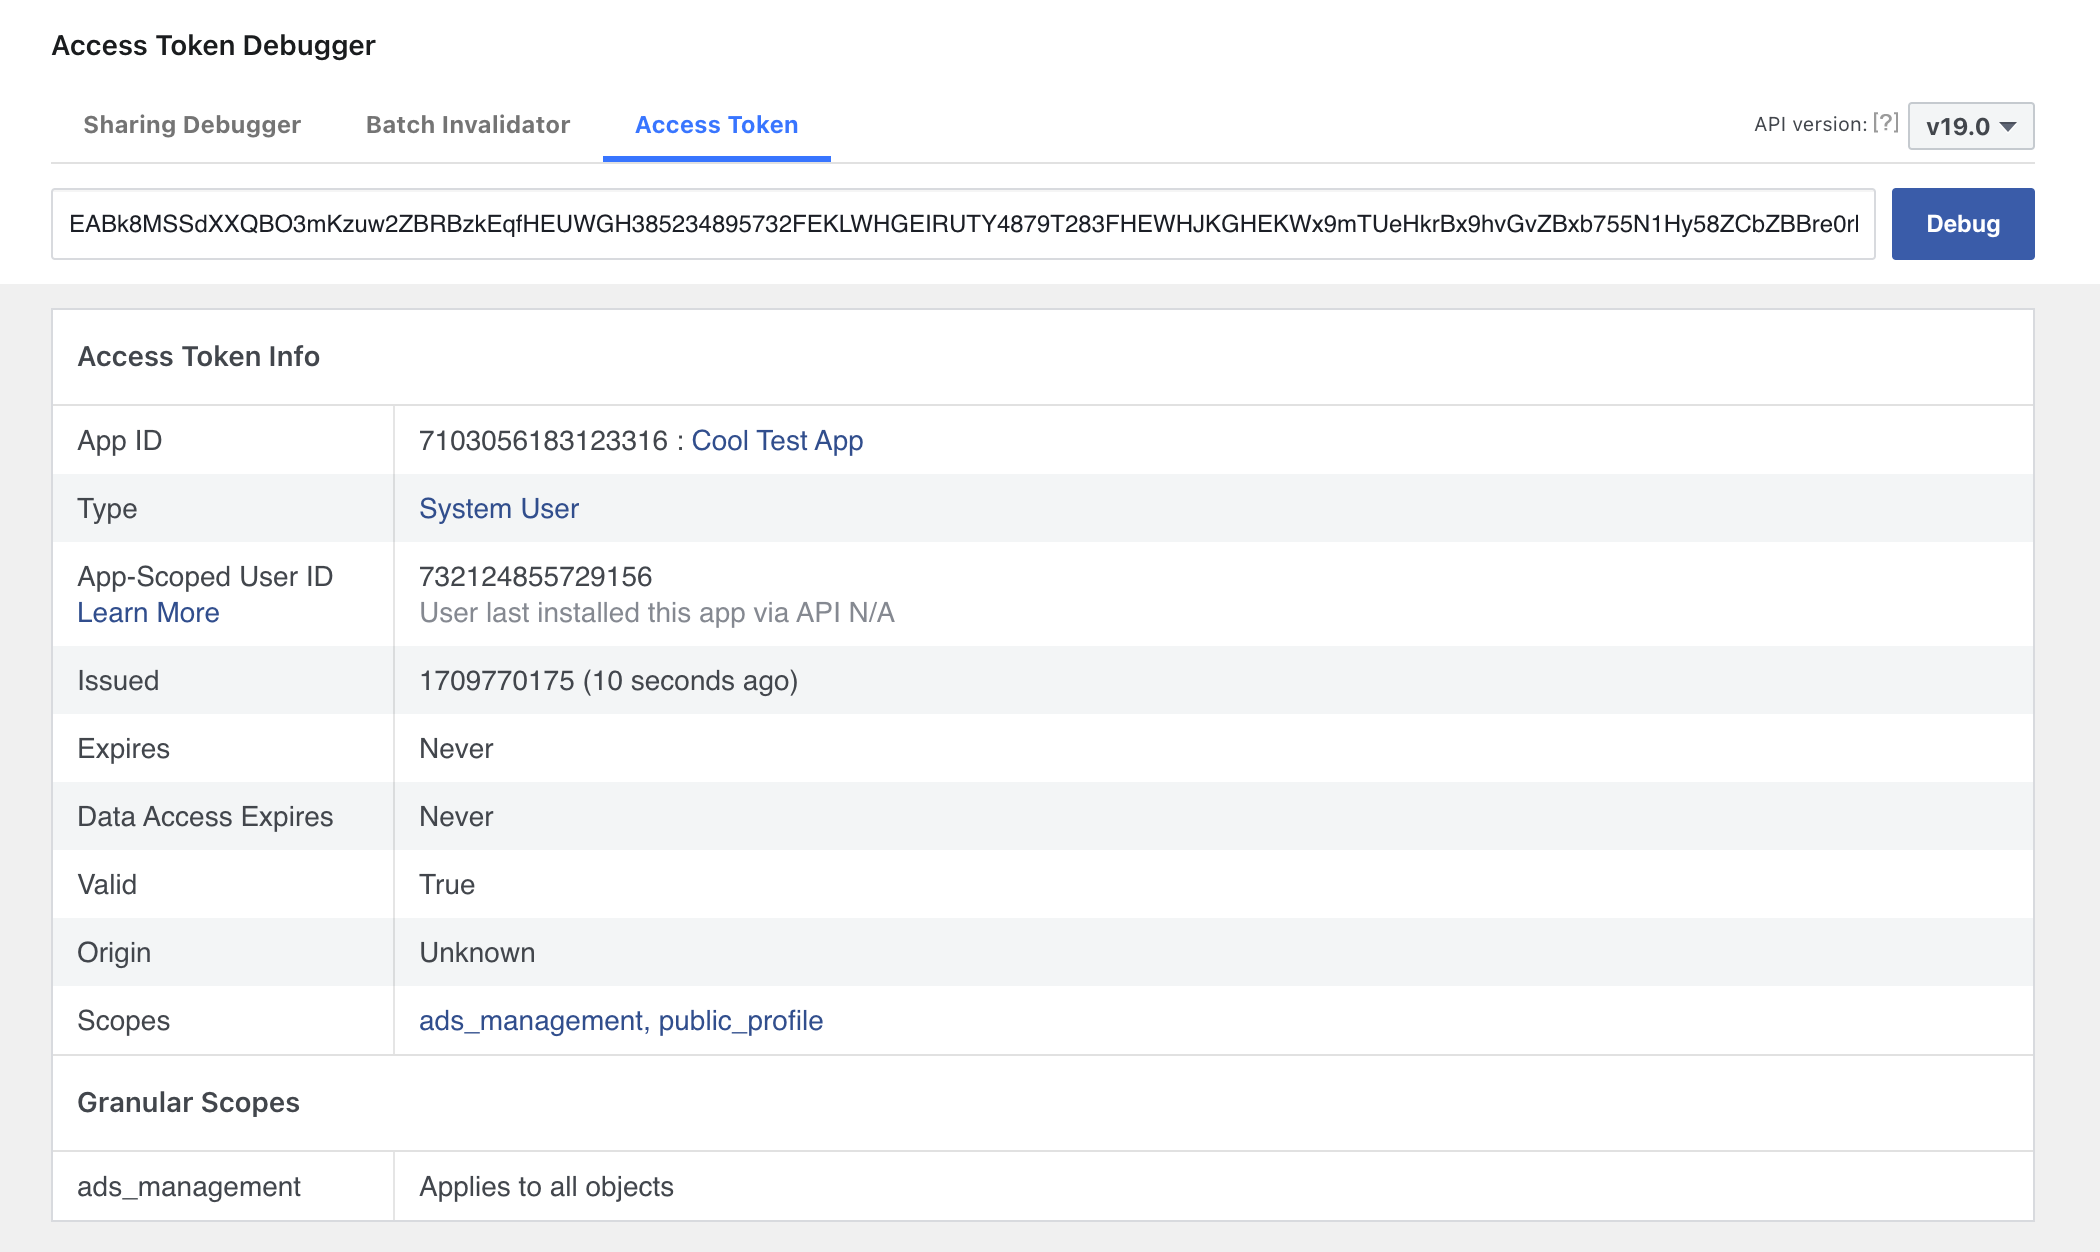 Access Token Debugger
Sharing Debugger Batch Invalidator Access Token API version: [?] v19.0
EABk8MSSdXXQBO3mKzuw2ZBRBzkEqfHEUWGH385234895732FEKLWHGEIRUTY4879T283FHEWHJKGHEKWx9mTUeHkrBx9hvGvZBxb755N1Hy58ZCbZBBre0rl Debug
Access Token Info
App ID 7103056183123316 : Cool Test App
Type System User
App-Scoped User ID 732124855729156
Learn More User last installed this app via API N/A
Issued 1709770175 (10 seconds ago)
Expires Never
Data Access Expires Never
Valid True
Origin Unknown
Scopes ads_management, public_profile
Granular Scopes
ads_management Applies to all objects